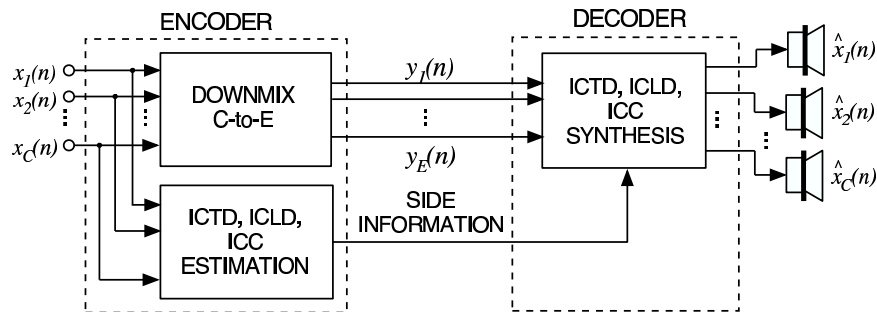 ENCODER
DECODER
x1(n)
x2(n)
xC(n)
DOWNMIX
C-to-E
y1(n)
yE(n)
ICTD, ICLD,
ICC
SYNTHESIS
x̂1(n)
x̂2(n)
x̂C(n)
ICTD, ICLD,
ICC
ESTIMATION
SIDE
INFORMATION